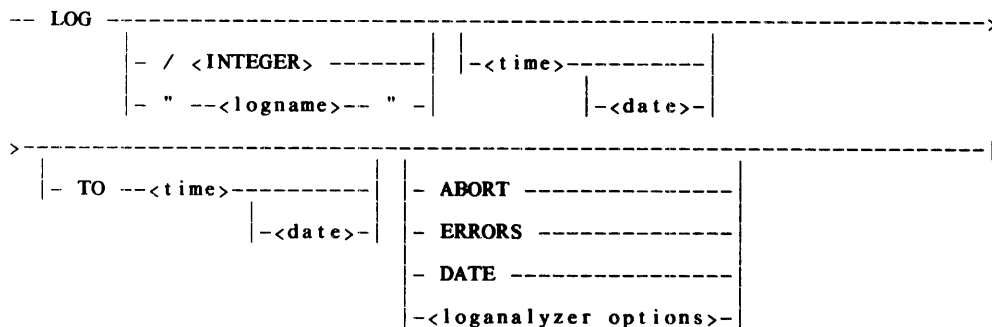 -- LOG ----------------------------------------------------------------->
|- / <INTEGER> -------| |-<time>-----------|
|- " --<logname>-- " -| |-<date>-|
>-----------------------------------------------------------------------|
|- TO --<time>----------| |- ABORT ----------------|
|-<date>-| |- ERRORS ---------------|
|- DATE -----------------|
|-<loganalyzer options>-|